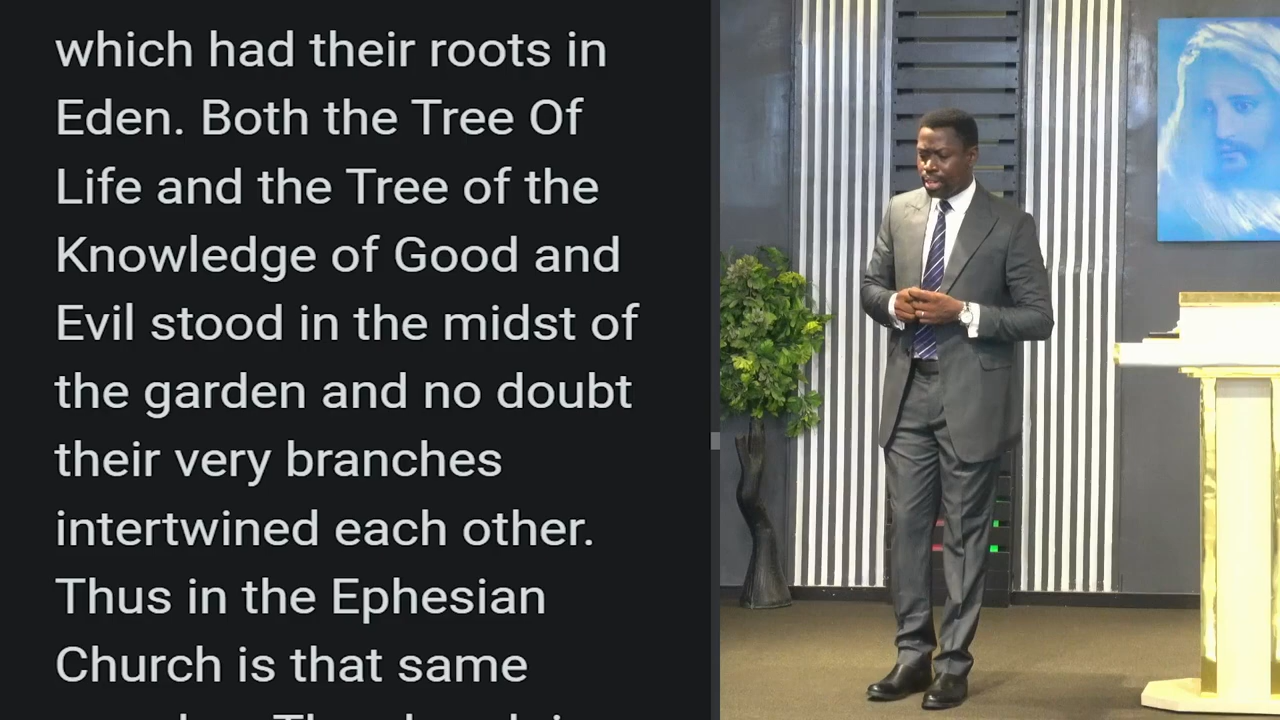 which had their roots in
Eden. Both the Tree Of
Life and the Tree of the
Knowledge of Good and
Evil stood in the midst of
the garden and no doubt
their very branches
intertwined each other.
Thus in the Ephesian
Church is that same